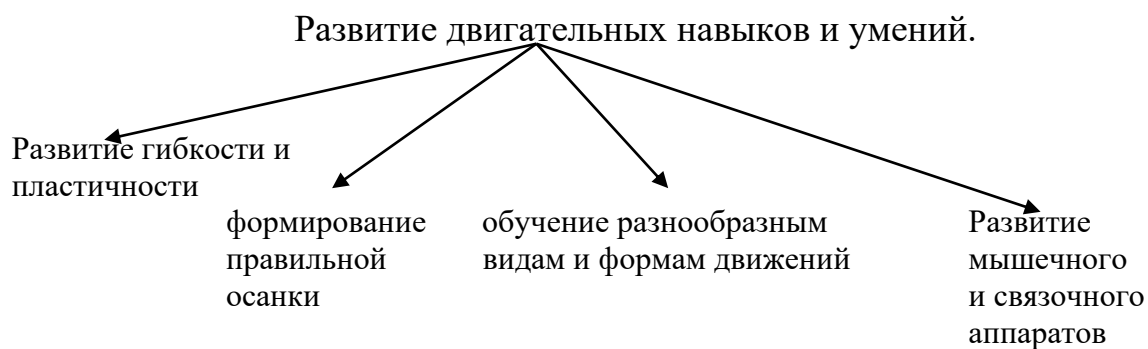 Развитие двигательных навыков и умений.
Развитие гибкости и
пластичности
формирование
правильной
осанки
обучение разнообразным
видам и формам движений
Развитие
мышечного
и связочного
аппаратов